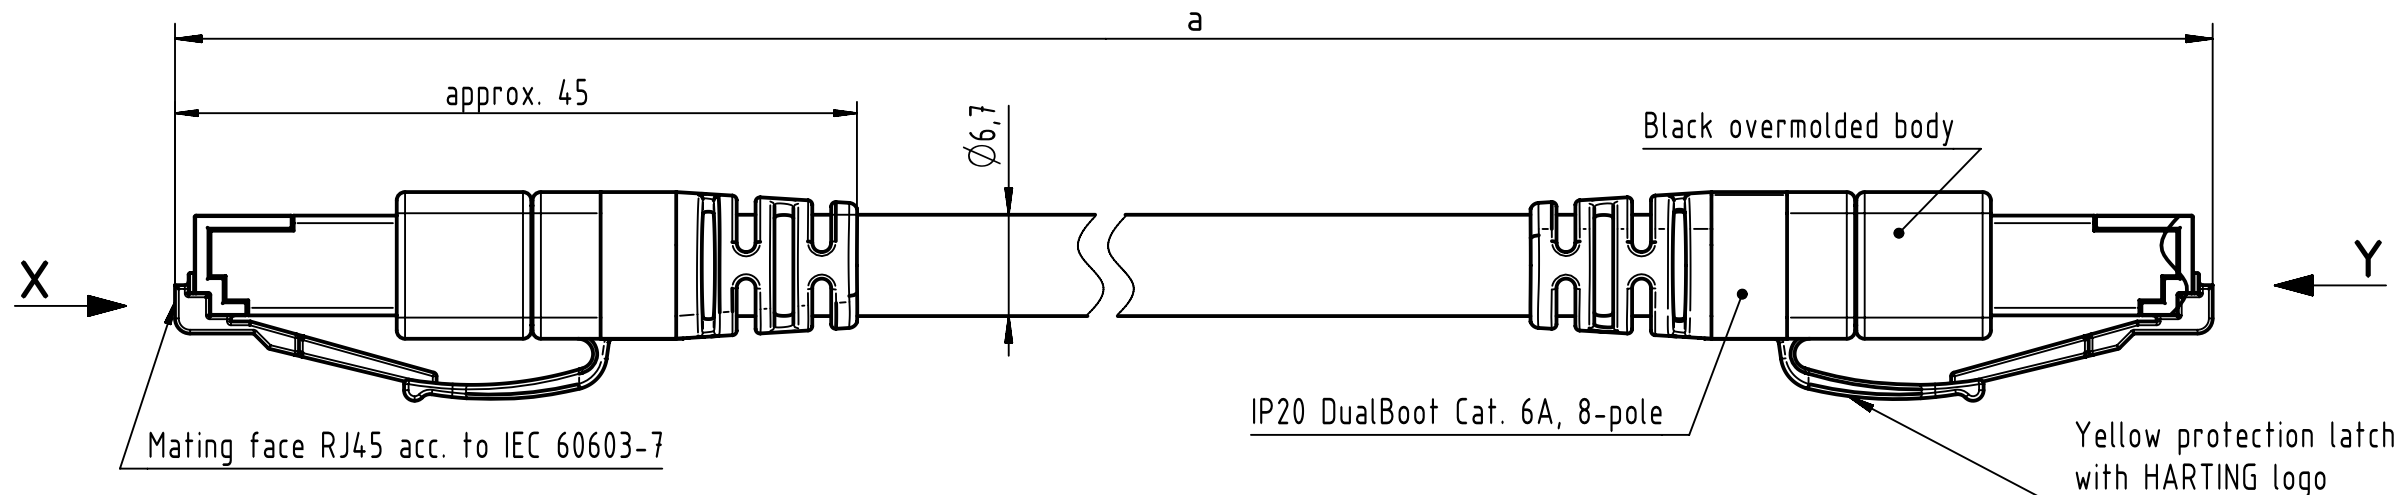 a
approx. 45
Ø6,7
Black overmolded body
X
Y
IP20 DualBoot Cat. 6A, 8-pole
Mating face RJ45 acc. to IEC 60603-7
Yellow protection latch
with HARTING logo